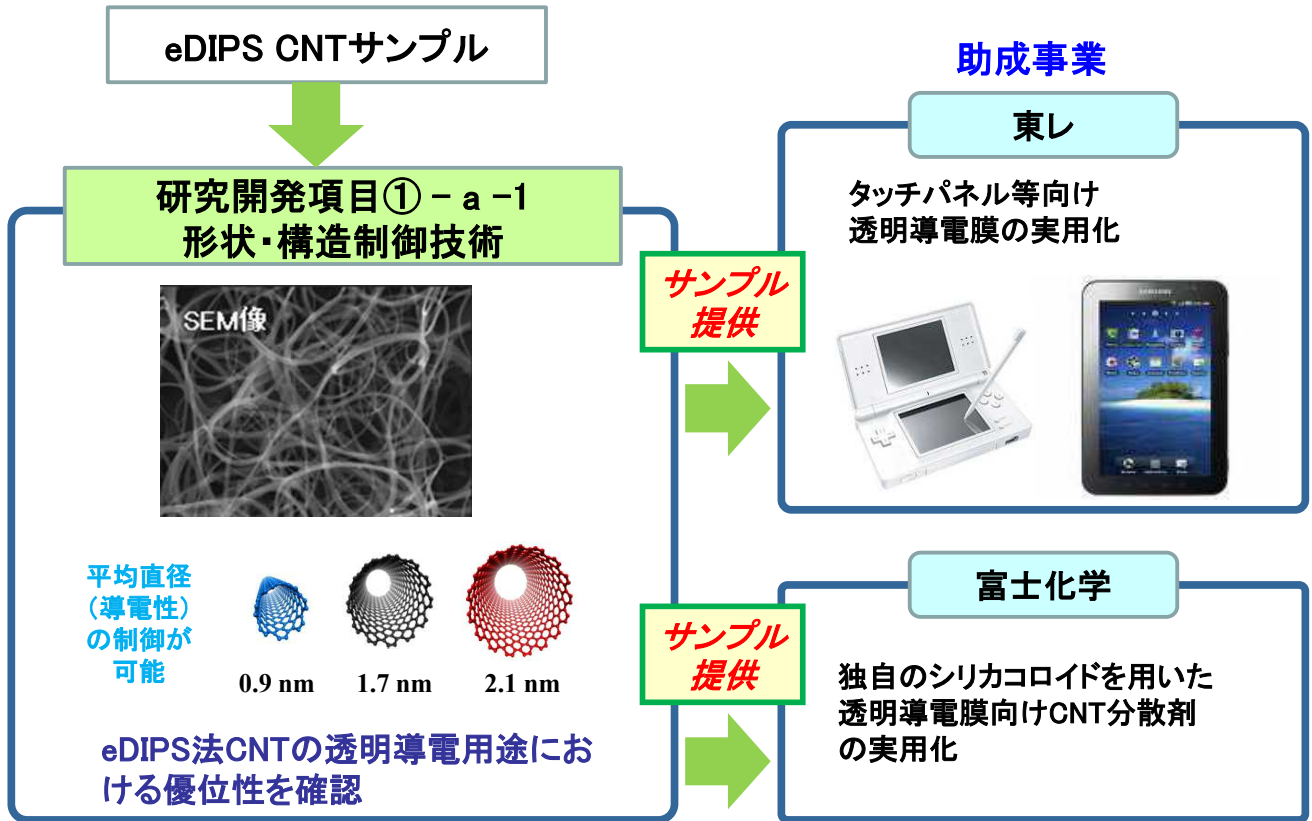 eDIPS CNTサンプル
研究開発項目①－ａ－1
形状・構造制御技術
SEM像
平均直径
（導電性）
の制御が
可能
0.9 nm
1.7 nm
2.1 nm
eDIPS法CNTの透明導電用途にお
ける優位性を確認
サンプル
提供
サンプル
提供
助成事業
東レ
タッチパネル等向け
透明導電膜の実用化
SAMSUNG
富士化学
独自のシリカコロイドを用いた
透明導電膜向けCNT分散剤
の実用化